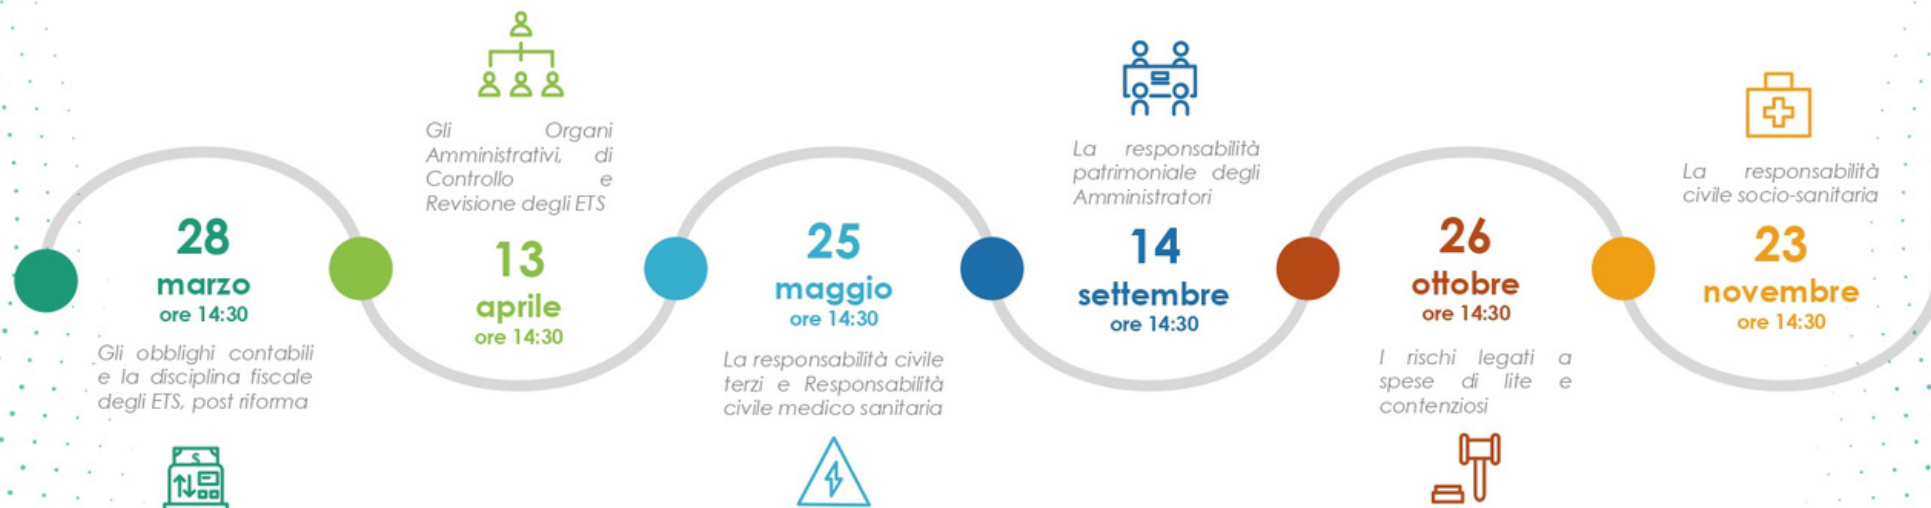 28
marzo
ore 14:30
Gli obblighi contabili
e la disciplina fiscale
degli ETS, post riforma
$
Gli Organi
Amministrativi, di
Controllo e
Revisione degli ETS
13
aprile
ore 14:30
25
maggio
ore 14:30
La responsabilità civile
terzi e Responsabilità
civile medico sanitaria
La responsabilità
patrimoniale degli
Amministratori
14
settembre
ore 14:30
26
ottobre
ore 14:30
I rischi legati a
spese di lite e
contenziosi
La responsabilità
civile socio-sanitaria
23
novembre
ore 14:30